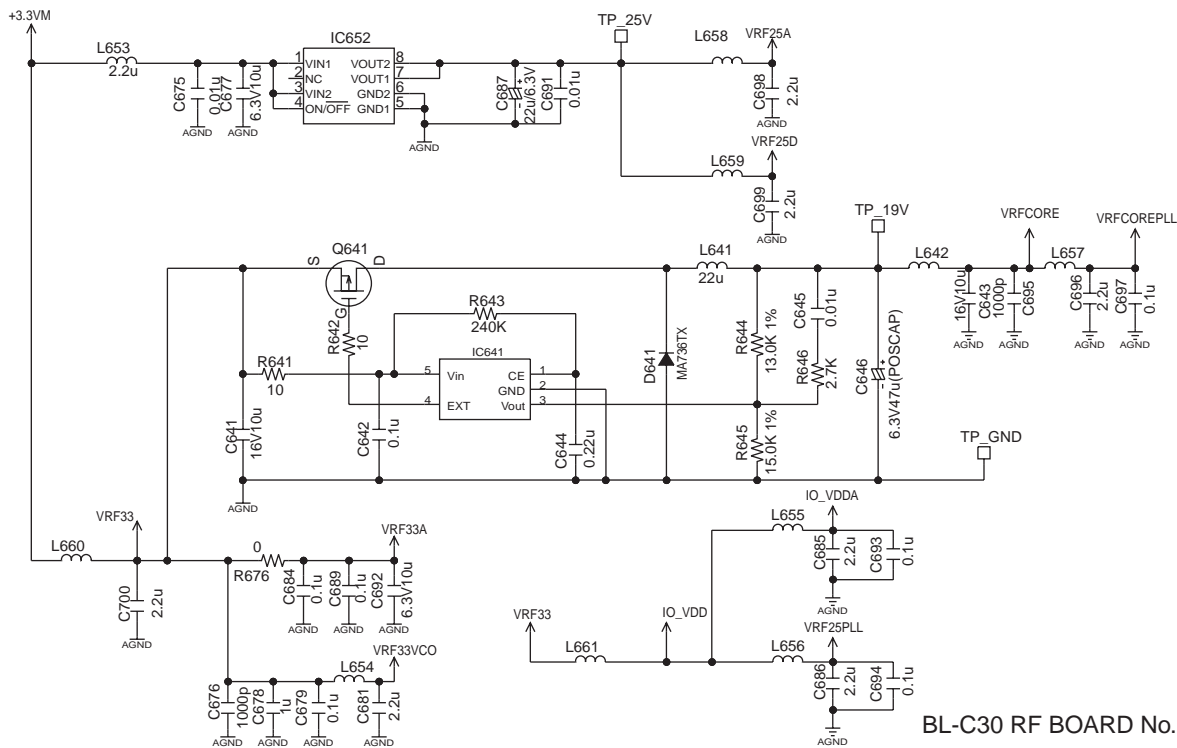 +3.3VM
L653
2.2u
C675
0.01u
C677
6.3V10u
AGND
AGND
IC652
1
2
3
4
VIN1
NC
VIN2
ON/OFF
VOUT2
VOUT1
GND2
GND1
8
7
6
5
AGND
C687
22u/6.3V
+
-
C691
0.01u
TP_25V
L658
VRF25A
C698
2.2u
AGND
L659
VRF25D
C699
2.2u
AGND
Q641
S
D
G
R642
10
R643
240K
R641
10
IC641
5
Vin
CE
1
GND
2
4
EXT
Vout
3
C641
16V10u
C642
0.1u
C644
0.22u
AGND
D641
MA736TX
L641
22u
R644
13.0K 1%
R645
15.0K 1%
C645
0.01u
R646
2.7K
TP_19V
C646
6.3V47u(POSCAP)
+
-
L642
VRFCORE
L657
VRFCOREPLL
16V10u
C643
1000p
C695
C696
2.2u
C697
0.1u
AGND
AGND
AGND
AGND
TP_GND
L660
VRF33
C700
2.2u
AGND
0
R676
VRF33A
C684
0.1u
C689
0.1u
C692
6.3V10u
AGND
AGND
AGND
C676
1000p
C678
1u
C679
0.1u
L654
VRF33VCO
C681
2.2u
AGND
AGND
AGND
AGND
VRF33
L661
IO_VDD
L655
IO_VDDA
C685
2.2u
C693
0.1u
AGND
L656
VRF25PLL
C686
2.2u
C694
0.1u
AGND
BL-C30 RF BOARD No.